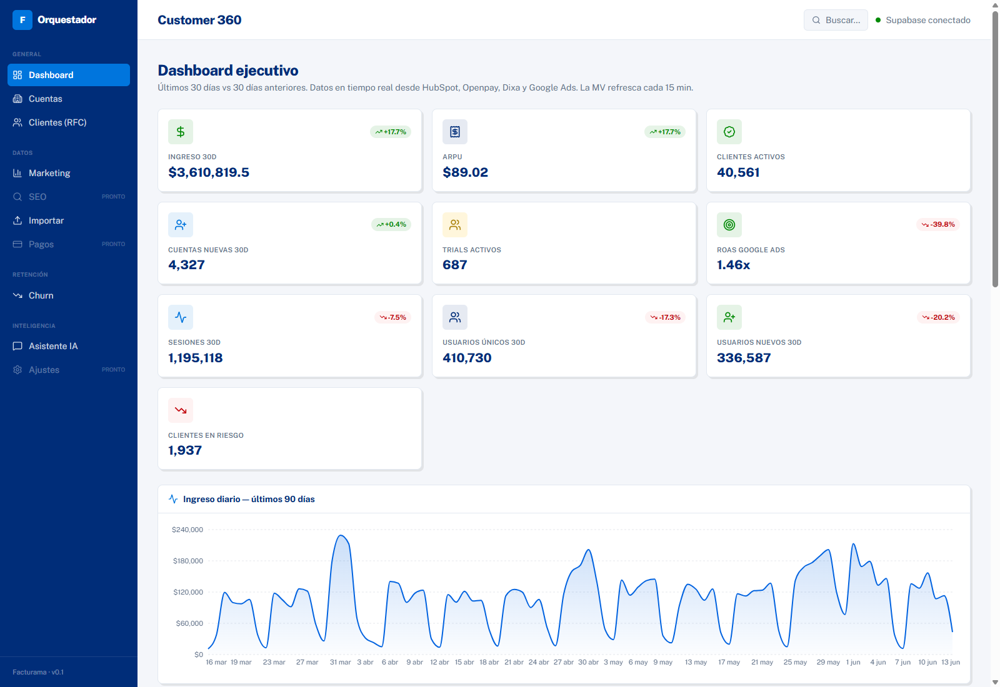 F Orquestador
GENERAL
Dashboard
Cuentas
Clientes (RFC)
DATOS
Marketing
SEO PRONTO
Importar
Pagos PRONTO
RETENCIÓN
Churn
INTELIGENCIA
Asistente IA
Ajustes PRONTO
Facturama · v0.1
Customer 360
Buscar...
Supabase conectado
Dashboard ejecutivo
Últimos 30 días vs 30 días anteriores. Datos en tiempo real desde HubSpot, Openpay, Dixa y Google Ads. La MV refresca cada 15 min.
+17.7%
INGRESO 30D
$3,610,819.5
+17.7%
ARPU
$89.02
CLIENTES ACTIVOS
40,561
+0.4%
CUENTAS NUEVAS 30D
4,327
TRIALS ACTIVOS
687
-39.8%
ROAS GOOGLE ADS
1.46x
-7.5%
SESIONES 30D
1,195,118
-17.3%
USUARIOS ÚNICOS 30D
410,730
-20.2%
USUARIOS NUEVOS 30D
336,587
CLIENTES EN RIESGO
1,937
Ingreso diario — últimos 90 días
$240,000
$180,000
$120,000
$60,000
$0
16 mar 19 mar 23 mar 27 mar 31 mar 3 abr 6 abr 9 abr 12 abr 15 abr 18 abr 21 abr 24 abr 27 abr 30 abr 3 may 6 may 9 may 13 may 17 may 21 may 25 may 29 may 1 jun 4 jun 7 jun 10 jun 13 jun